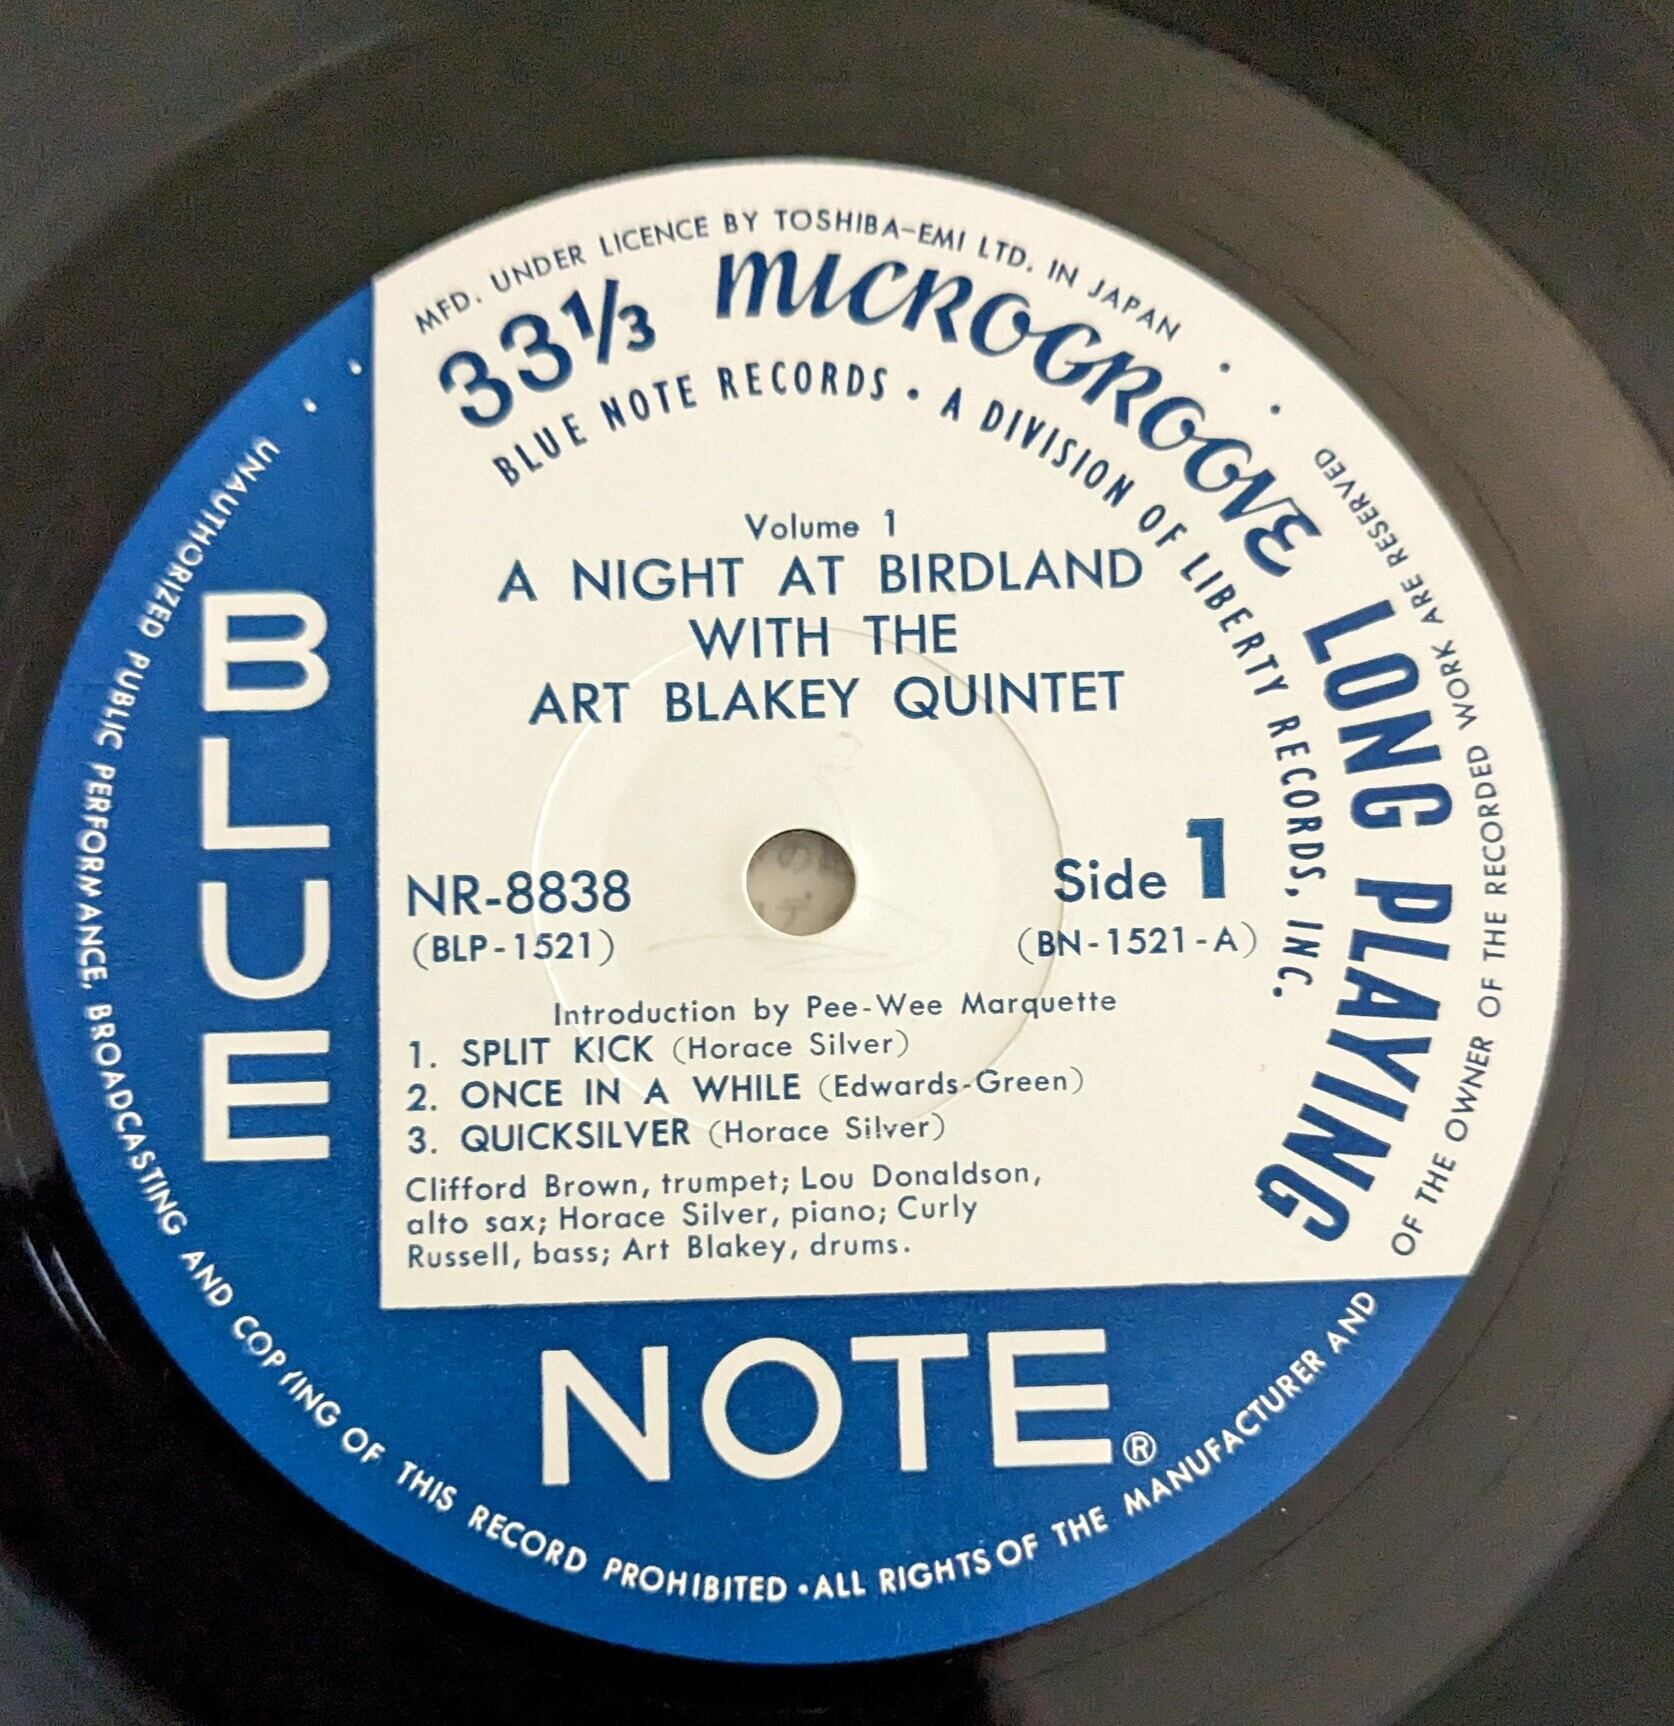 MFD. UNDER LICENCE BY TOSHIBA-EMI LTD. IN JAPAN
33 1/3 MICROGROOVE LONG PLAYING
BLUE NOTE RECORDS • A DIVISION OF LIBERTY RECORDS, INC.
Volume 1
A NIGHT AT BIRDLAND
WITH THE
ART BLAKEY QUINTET
NR-8838
(BLP-1521)
Side 1
(BN-1521-A)
Introduction by Pee-Wee Marquette
1. SPLIT KICK (Horace Silver)
2. ONCE IN A WHILE (Edwards-Green)
3. QUICKSILVER (Horace Silver)
Clifford Brown, trumpet; Lou Donaldson,
alto sax; Horace Silver, piano; Curly
Russell, bass; Art Blakey, drums.
BLUE
NOTE®
UNAUTHORIZED PUBLIC PERFORMANCE, BROADCASTING AND COPYING OF THIS RECORD PROHIBITED • ALL RIGHTS OF THE MANUFACTURER AND OF THE OWNER OF THE RECORDED WORK ARE RESERVED